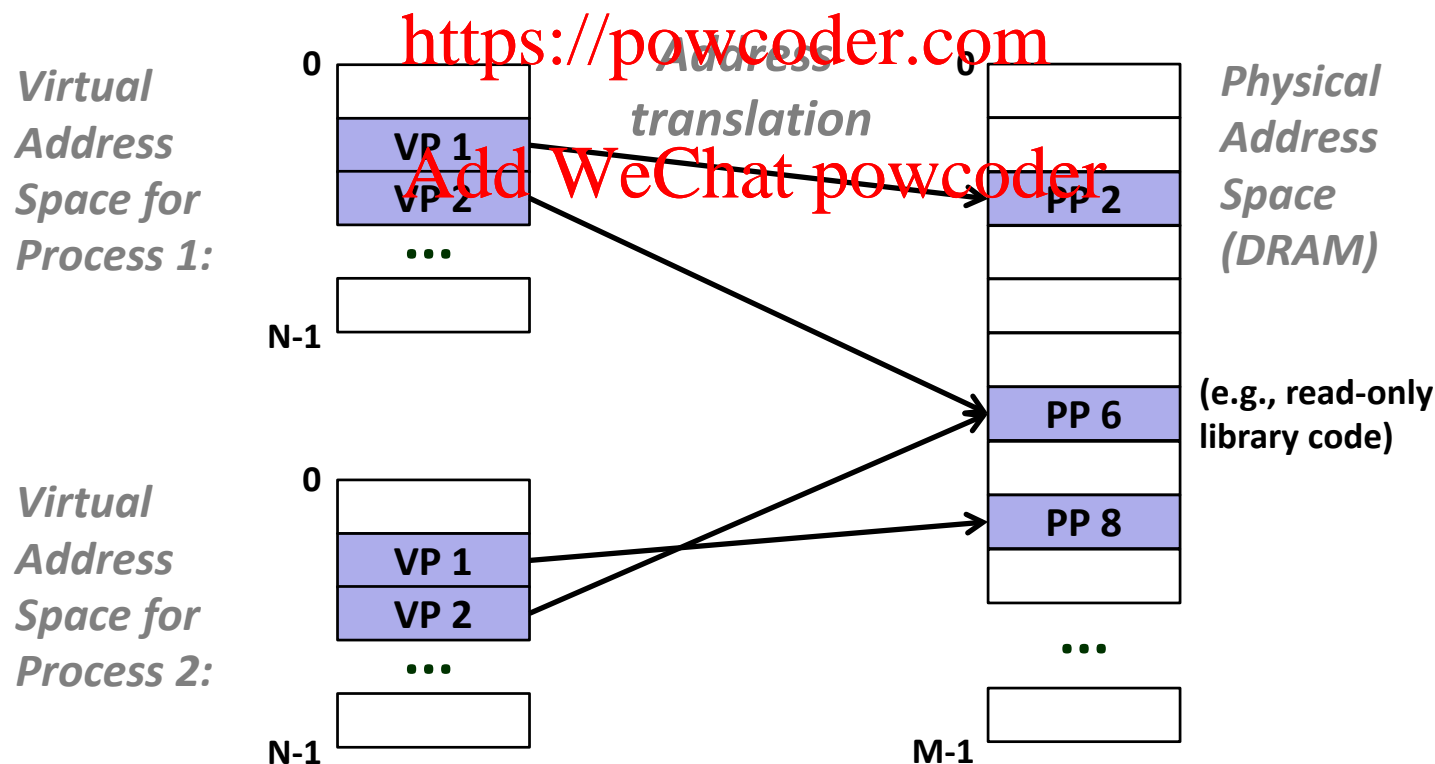 https://powcoder.com
Address
translation
Add WeChat powcoder
Virtual
Address
Space for
Process 1:
0
VP 1
VP 2
...
N-1
0
PP 2
PP 6
PP 8
...
M-1
Physical
Address
Space
(DRAM)
(e.g., read-only
library code)
Virtual
Address
Space for
Process 2:
0
VP 1
VP 2
...
N-1